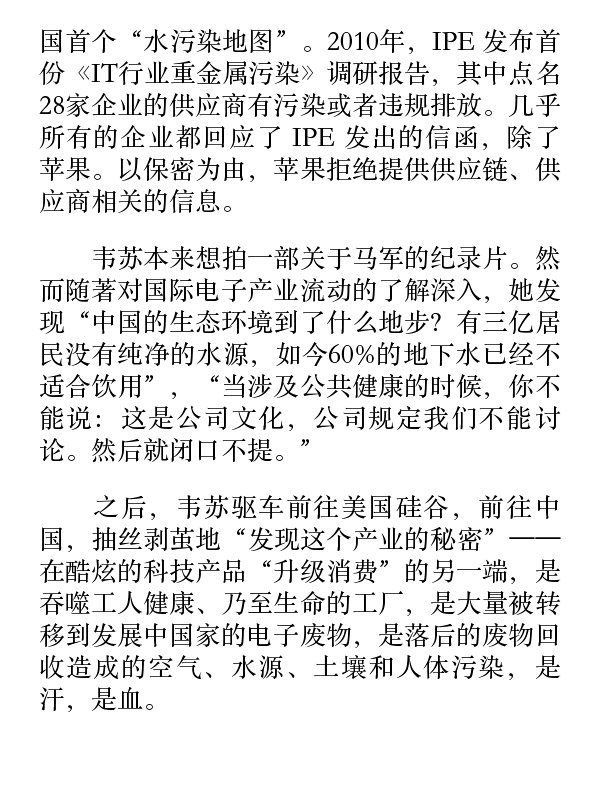 国首个“水污染地图”。2010年，IPE 发布首
份《IT行业重金属污染》调研报告，其中点名
28家企业的供应商有污染或者违规排放。几乎
所有的企业都回应了 IPE 发出的信函，除了
苹果。以保密为由，苹果拒绝提供供应链、供
应商相关的信息。
韦苏本来想拍一部关于马军的纪录片。然
而随著对国际电子产业流动的了解深入，她发
现“中国的生态环境到了什么地步？有三亿居
民没有纯净的水源，如今60%的地下水已经不
适合饮用”，“当涉及公共健康的时候，你不
能说：这是公司文化，公司规定我们不能讨
论。然后就闭口不提。”
之后，韦苏驱车前往美国硅谷，前往中
国，抽丝剥茧地“发现这个产业的秘密”——
在酷炫的科技产品“升级消费”的另一端，是
吞噬工人健康、乃至生命的工厂，是大量被转
移到发展中国家的电子废物，是落后的废物回
收造成的空气、水源、土壤和人体污染，是
汗，是血。